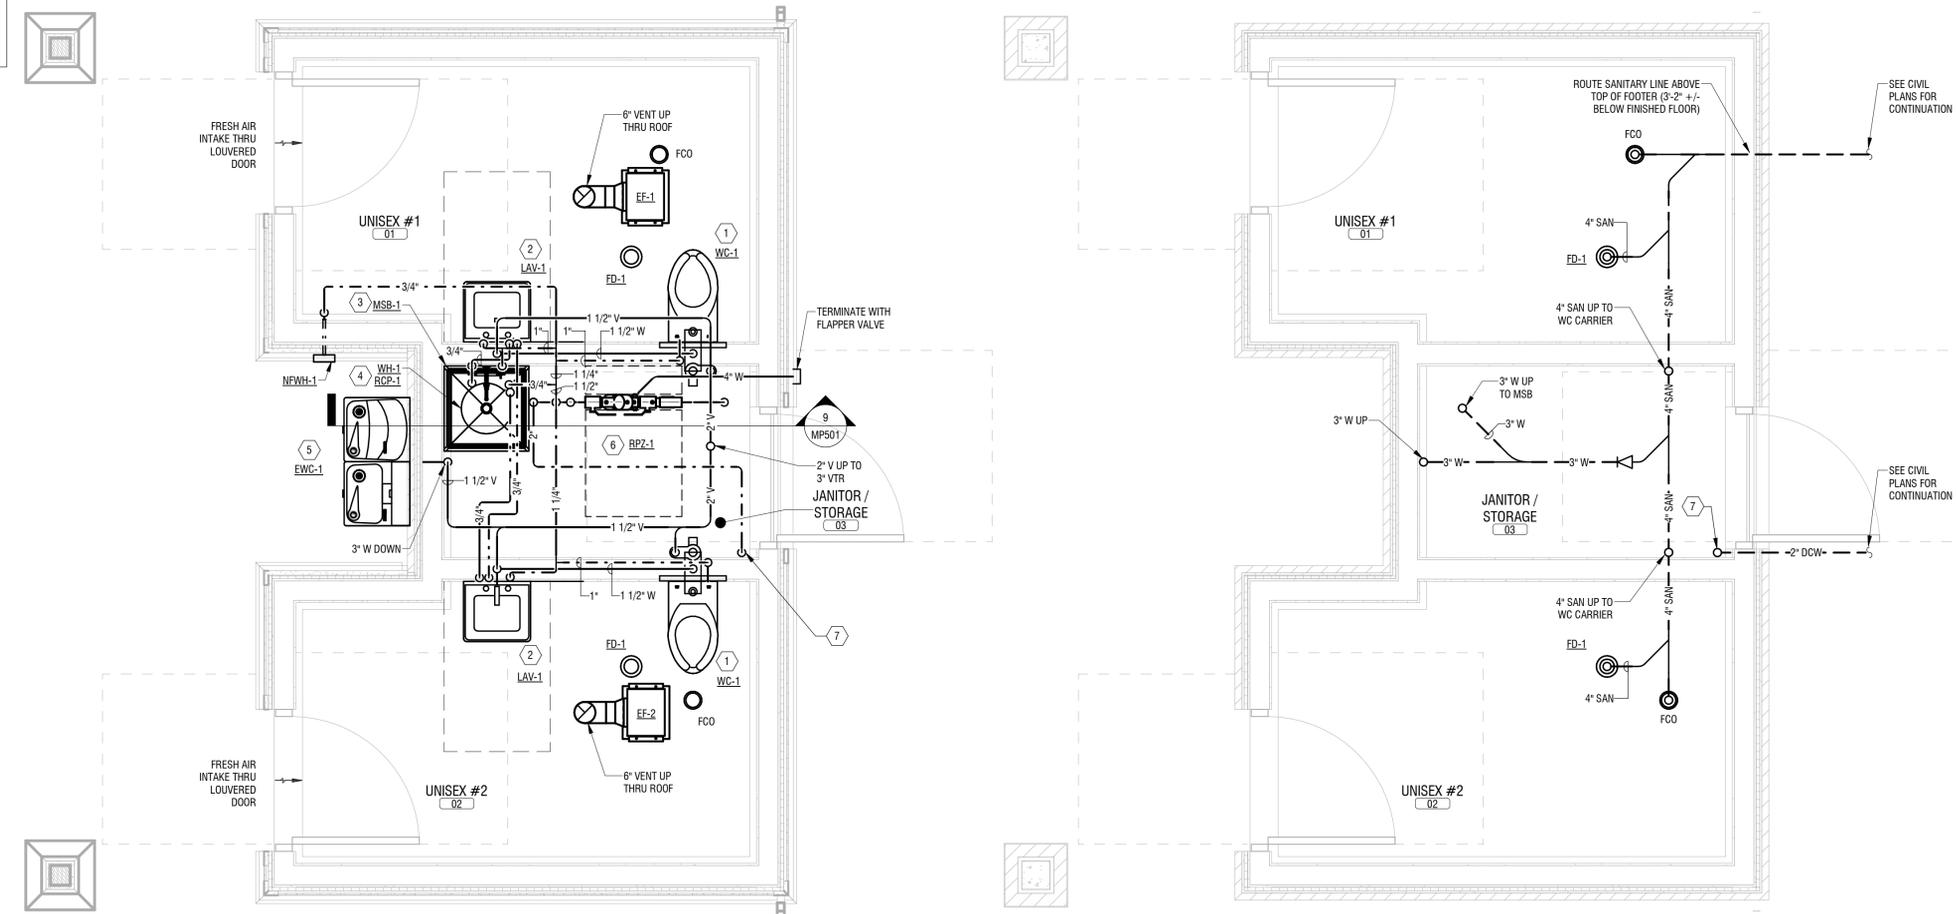 6" VENT UP
THRU ROOF
FCO
FRESH AIR
INTAKE THRU
LOUVERED
DOOR
EF-1
UNISEX #1
01
1
WC-1
2
LAV-1
FD-1
3/4"
3
MSB-1
1 1/2" V
TERMINATE WITH
FLAPPER VALVE
1"
1"
1 1/2" W
3/4"
NFWH-1
4
WH-1
RCP-1
3/4"
1 1/4"
1 1/2"
4" W
2"
2" V
9
MP501
6
RPZ-1
5
EWC-1
2" V UP TO
3" VTR
1 1/2" V
3/4"
3/4"
1 1/4"
2" V
JANITOR /
STORAGE
03
1 1/2" V
3" W DOWN
1"
1 1/2" W
7
FD-1
2
LAV-1
1
WC-1
EF-2
FCO
FRESH AIR
INTAKE THRU
LOUVERED
DOOR
6" VENT UP
THRU ROOF
UNISEX #2
02
ROUTE SANITARY LINE ABOVE
TOP OF FOOTER (3'-2" +/-
BELOW FINISHED FLOOR)
SEE CIVIL
PLANS FOR
CONTINUATION
FCO
UNISEX #1
01
4" SAN
FD-1
4" SAN
4" SAN UP TO
WC CARRIER
3" W UP
TO MSB
4" SAN
3" W UP
3" W
3" W
3" W
SEE CIVIL
PLANS FOR
CONTINUATION
JANITOR /
STORAGE
03
4" SAN
7
2" DCW
4" SAN UP TO
WC CARRIER
4" SAN
FD-1
4" SAN
FCO
UNISEX #2
02